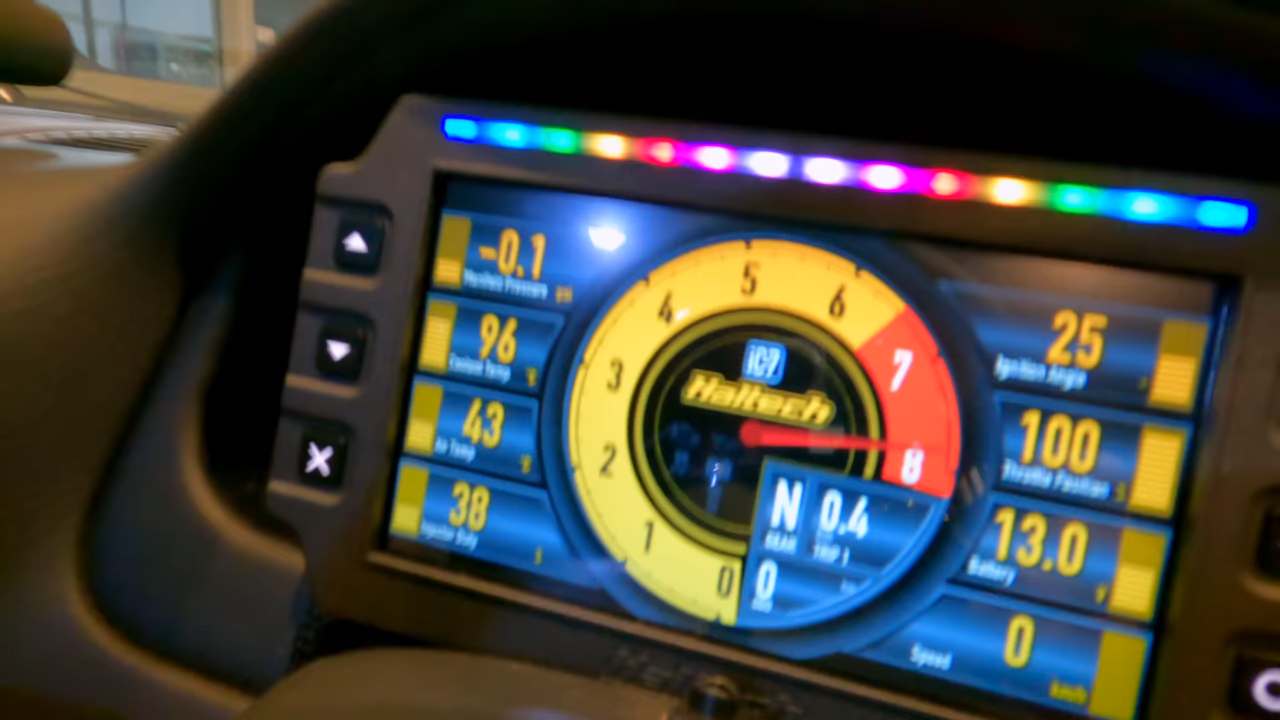 -0.1
Manifold Pressure
96
Coolant Temp
43
Air Temp
38
Injector Duty
0
1
2
3
4
5
6
7
8
iC7
Haltech
N
GEAR
0.4
TRIP 1
0
25
Ignition Angle
100
Throttle Position
13.0
Battery
V
0
Speed
km/h
C